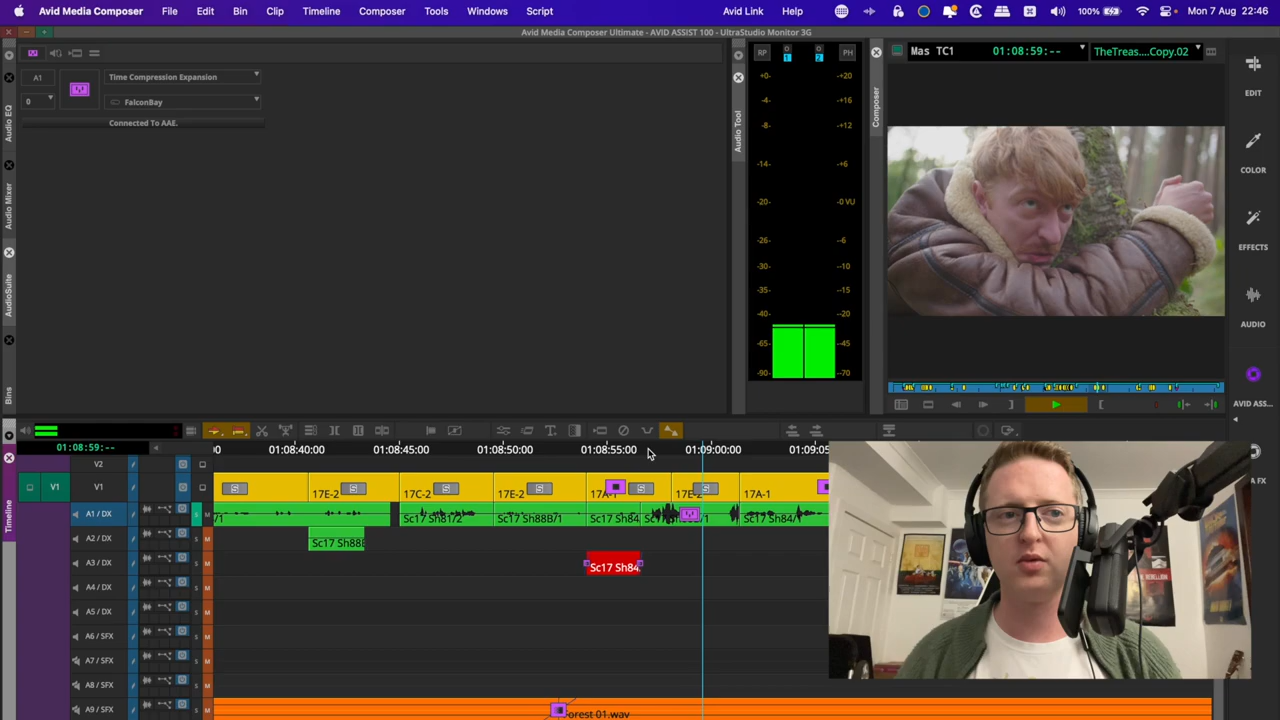 Avid Media Composer File Edit Bin Clip Timeline Composer Tools Windows Script Avid Link Help 100% Mon 7 Aug 22:46
Avid Media Composer Ultimate - AVID ASSIST 100 - UltraStudio Monitor 3G
A1 Time Compression Expansion
0 FalconBay
Connected To AAE.
Audio EQ
Audio Mixer
AudioSuite
Bins
RP PH
1 2
+0- -+20
-4- -+16
-8- -+12
-14-
-+6
-20- -0 VU
-26- --6
-30- --10
-35- --15
-40- --20
-65- --45
-90- --70
Audio Tool
Composer
Mas TC1 01:08:59:-- TheTreas....Copy.02
EDIT
COLOR
EFFECTS
AUDIO
AVID ASS...
FX
Timeline
01:08:59:--
:00 01:08:40:00 01:08:45:00 01:08:50:00 01:08:55:00 01:09:00:00 01:09:05
V2
V1 V1 17E-2 17C-2 17E-2 17A-1 17E-2 17A-1
A1 / DX Sc17 Sh81/2 Sc17 Sh88B/1 Sc17 Sh84 Sc17 Sh84/
A2 / DX Sc17 Sh88B
A3 / DX Sc17 Sh84
A4 / DX
A5 / DX
A6 / SFX
A7 / SFX
A8 / SFX
A9 / SFX Forest 01.wav